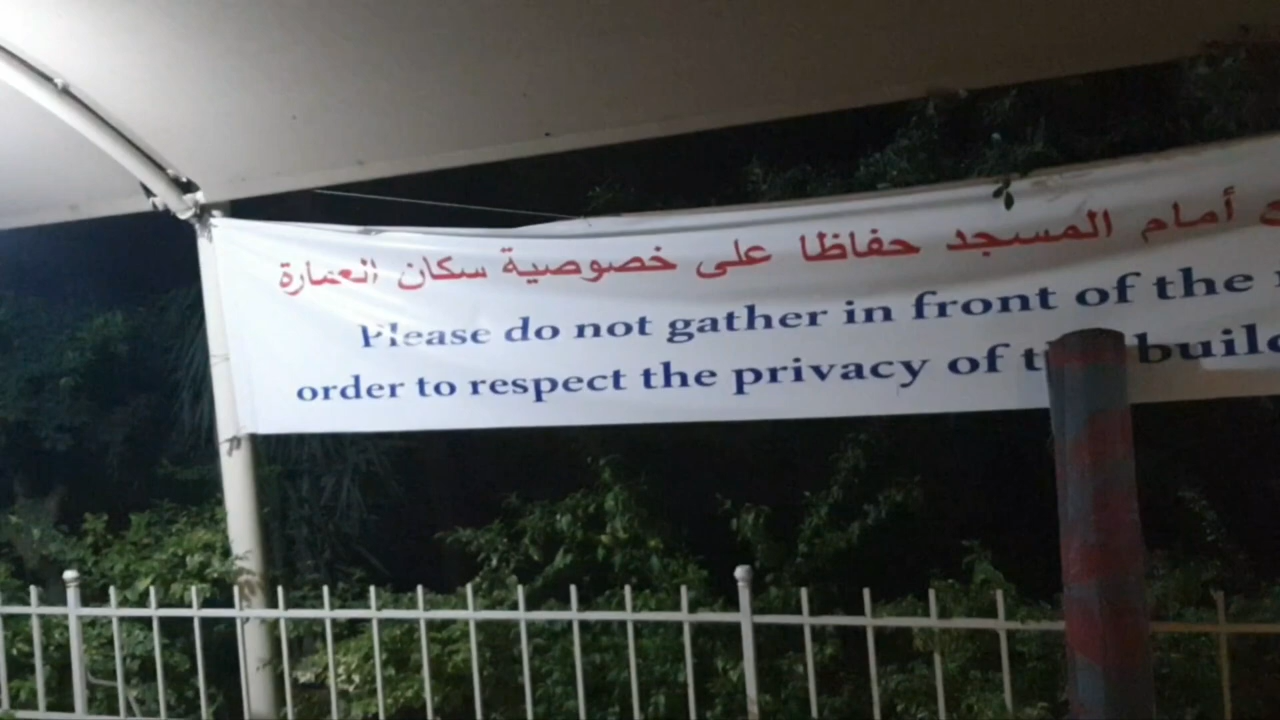 أمام المسجد حفاظا على خصوصية سكان العمارة
Please do not gather in front of the
order to respect the privacy of